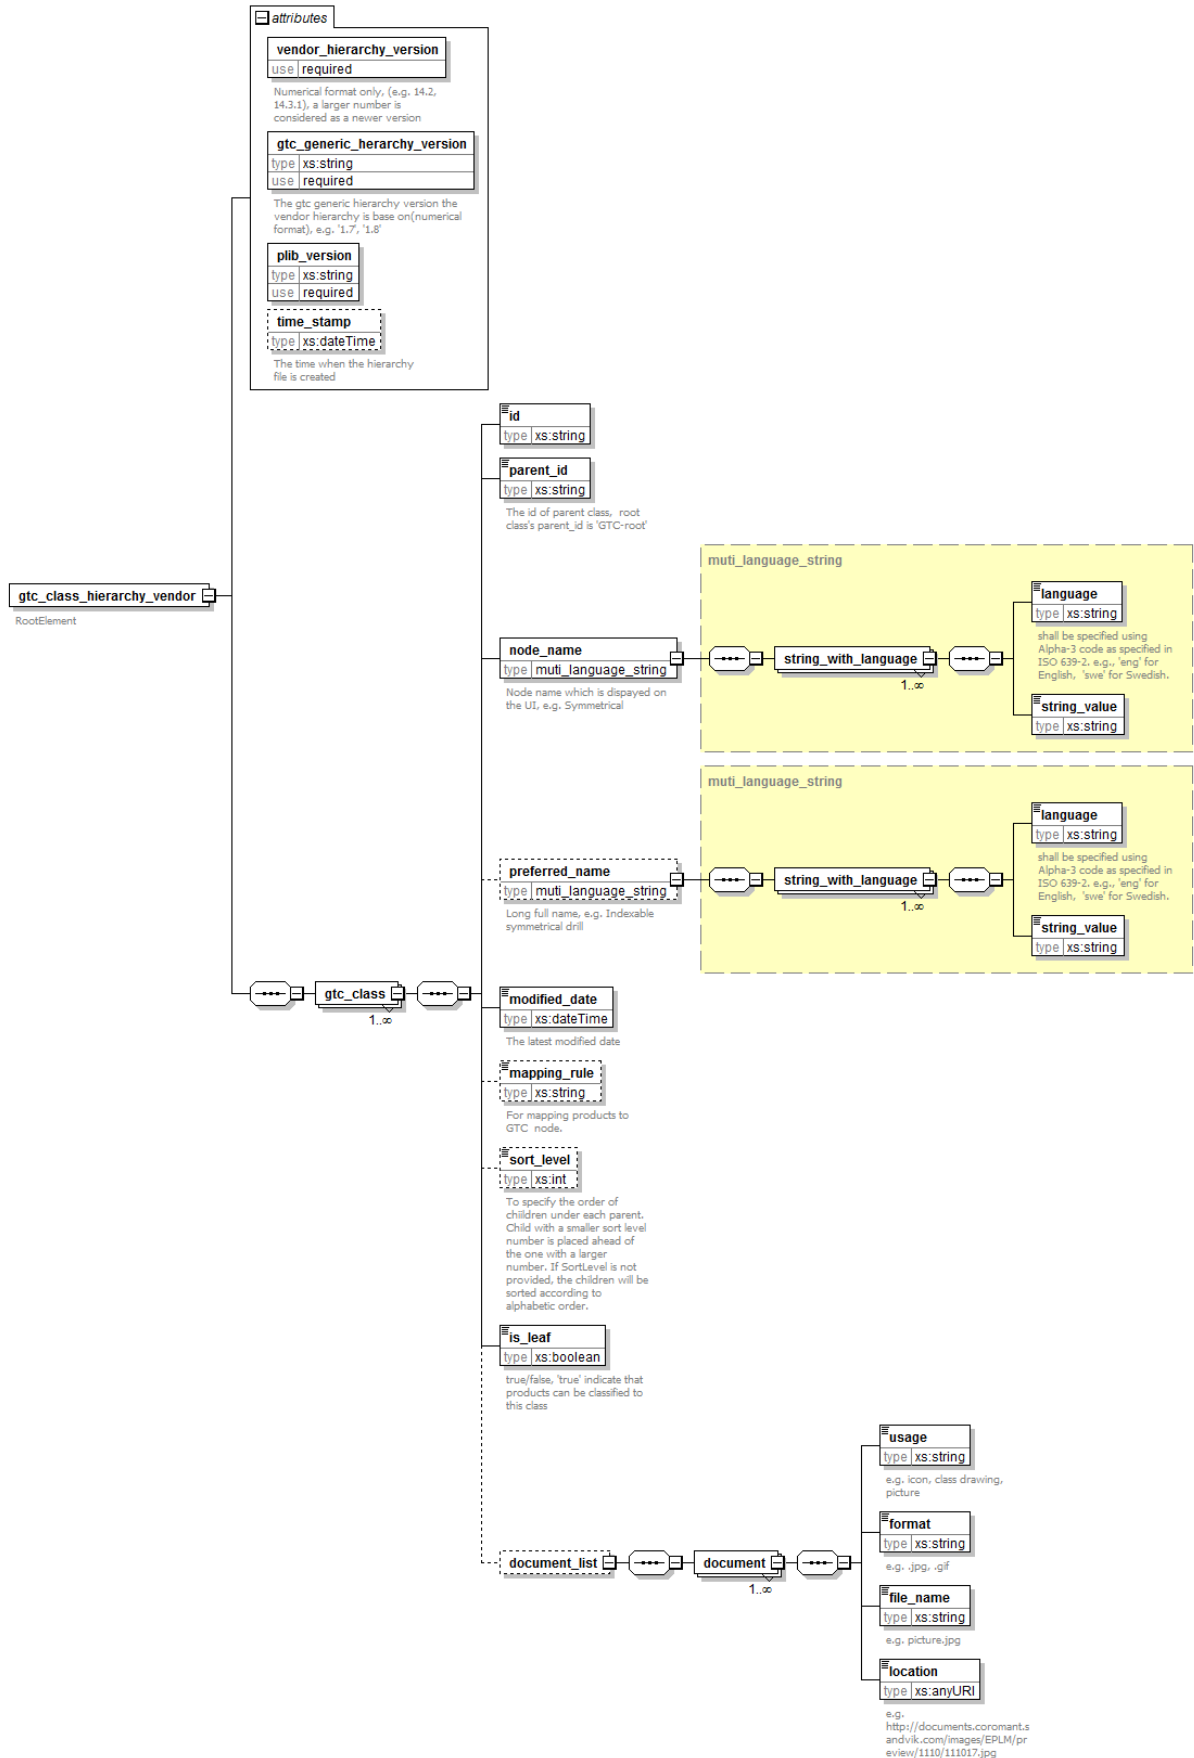 attributes
vendor_hierarchy_version
use required
Numerical format only, (e.g. 14.2,
14.3.1), a larger number is
considered as a newer version
gtc_generic_herarchy_version
type xs:string
use required
The gtc generic hierarchy version the
vendor hierarchy is base on(numerical
format), e.g. '1.7', '1.8'
plib_version
type xs:string
use required
time_stamp
type xs:dateTime
The time when the hierarchy
file is created
gtc_class_hierarchy_vendor
RootElement
gtc_class
1..∞
id
type xs:string
parent_id
type xs:string
The id of parent class, root
class's parent_id is 'GTC-root'
node_name
type muti_language_string
Node name which is dispayed on
the UI, e.g. Symmetrical
muti_language_string
string_with_language
1..∞
language
type xs:string
shall be specified using
Alpha-3 code as specified in
ISO 639-2. e.g., 'eng' for
English, 'swe' for Swedish.
string_value
type xs:string
preferred_name
type muti_language_string
Long full name, e.g. Indexable
symmetrical drill
muti_language_string
string_with_language
1..∞
language
type xs:string
shall be specified using
Alpha-3 code as specified in
ISO 639-2. e.g., 'eng' for
English, 'swe' for Swedish.
string_value
type xs:string
modified_date
type xs:dateTime
The latest modified date
mapping_rule
type xs:string
For mapping products to
GTC node.
sort_level
type xs:int
To specify the order of
chiildren under each parent.
Child with a smaller sort level
number is placed ahead of
the one with a larger
number. If SortLevel is not
provided, the children will be
sorted according to
alphabetic order.
is_leaf
type xs:boolean
true/false, 'true' indicate that
products can be classified to
this class
document_list
document
1..∞
usage
type xs:string
e.g. icon, class drawing,
picture
format
type xs:string
e.g. .jpg, .gif
file_name
type xs:string
e.g. picture.jpg
location
type xs:anyURI
e.g.
http://documents.coromant.s
andvik.com/images/EPLM/pr
eview/1110/111017.jpg